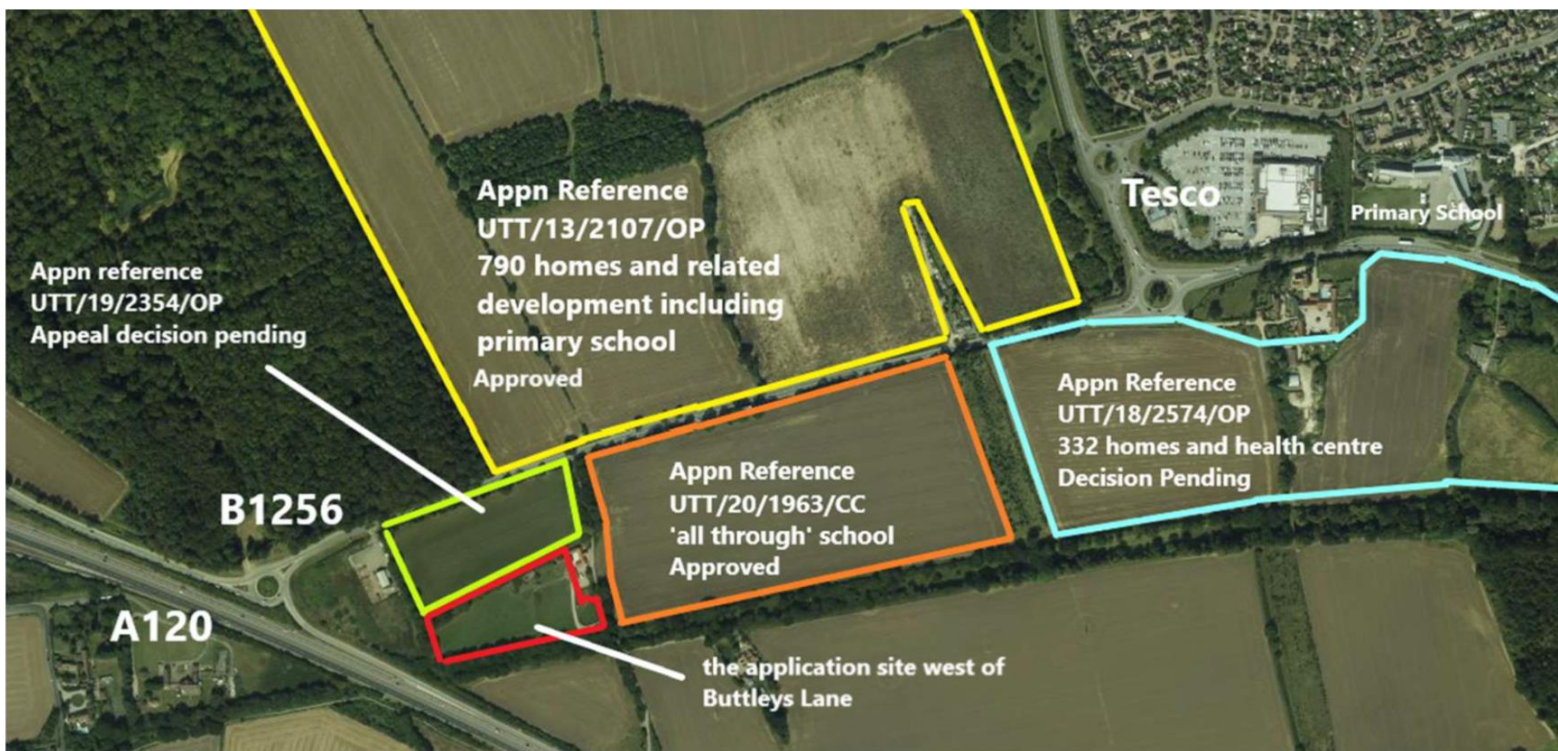 Appn Reference
UTT/13/2107/OP
790 homes and related
development including
primary school
Approved
Tesco
Primary School
Appn reference
UTT/19/2354/OP
Appeal decision pending
Appn Reference
UTT/18/2574/OP
332 homes and health centre
Decision Pending
Appn Reference
UTT/20/1963/CC
'all through' school
Approved
B1256
A120
the application site west of
Buttleys Lane